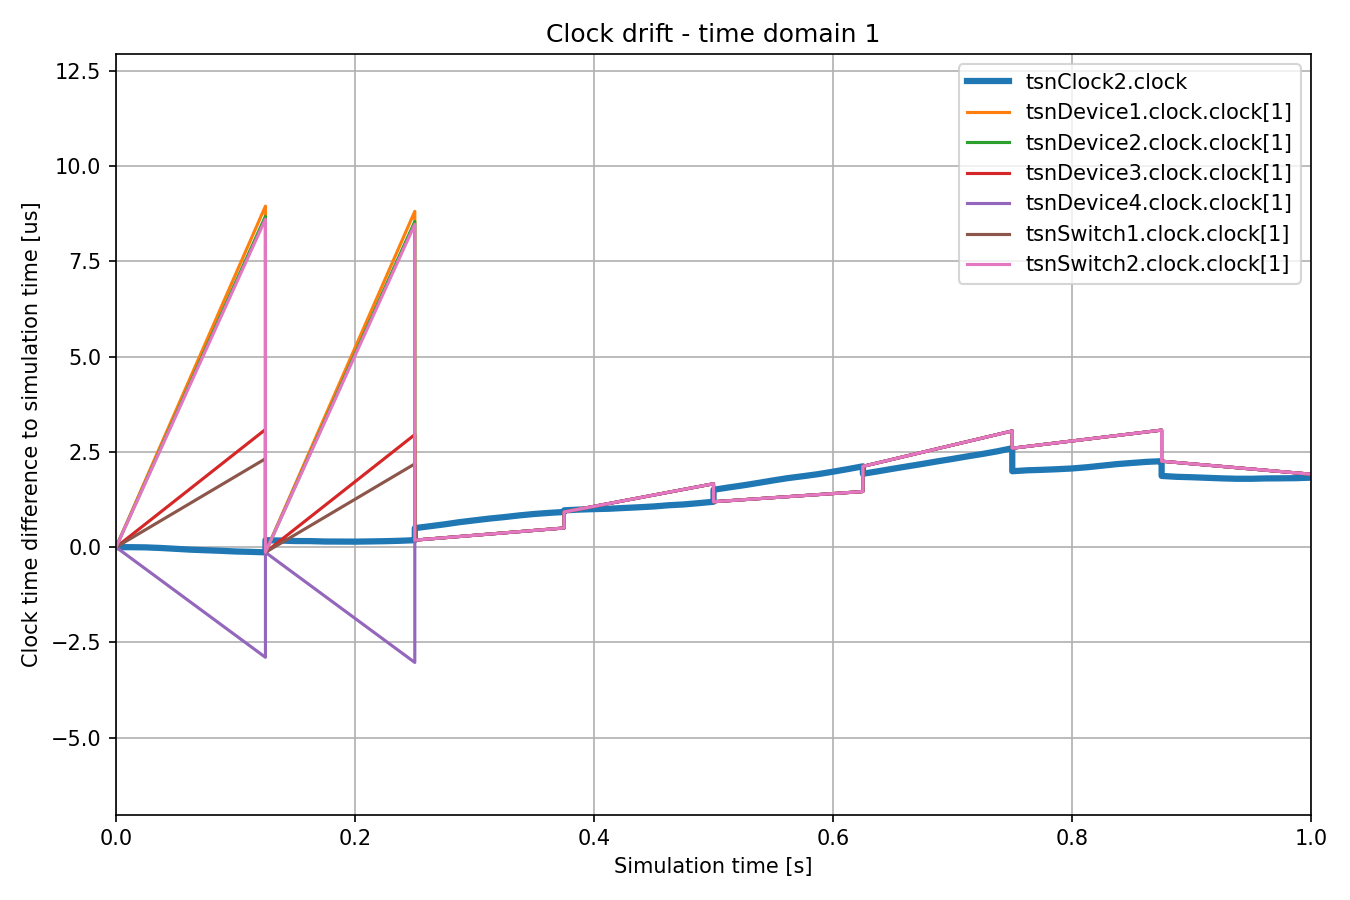 Clock drift - time domain 1
12.5
10.0
7.5
5.0
2.5
0.0
−2.5
−5.0
Clock time difference to simulation time [us]
tsnClock2.clock
tsnDevice1.clock.clock[1]
tsnDevice2.clock.clock[1]
tsnDevice3.clock.clock[1]
tsnDevice4.clock.clock[1]
tsnSwitch1.clock.clock[1]
tsnSwitch2.clock.clock[1]
0.0 0.2 0.4 0.6 0.8 1.0
Simulation time [s]